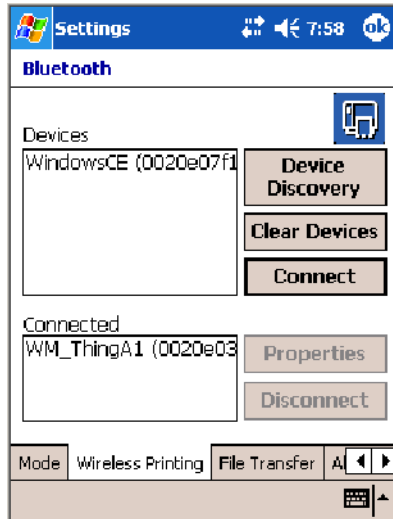 Settings 7:58 ok
Bluetooth
Devices
WindowsCE (0020e07f1
Device
Discovery
Clear Devices
Connect
Connected
WM_ThingA1 (0020e03
Properties
Disconnect
Mode Wireless Printing File Transfer